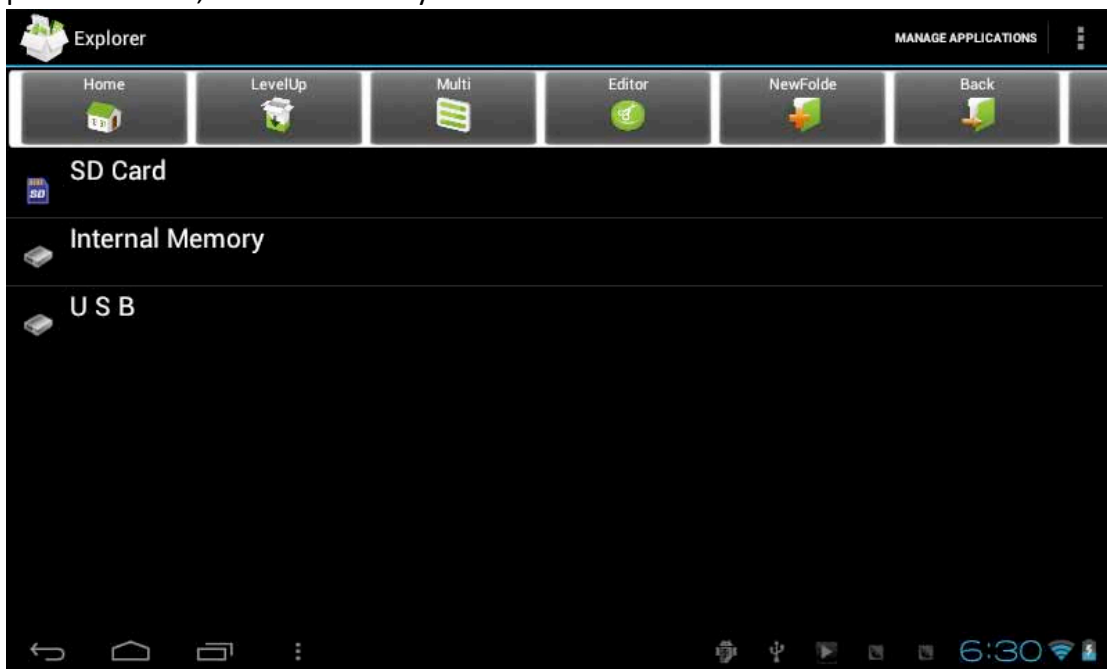 Explorer
MANAGE APPLICATIONS
Home LevelUp Multi Editor NewFolde Back
SD Card
SD
Internal Memory
U S B
6:30